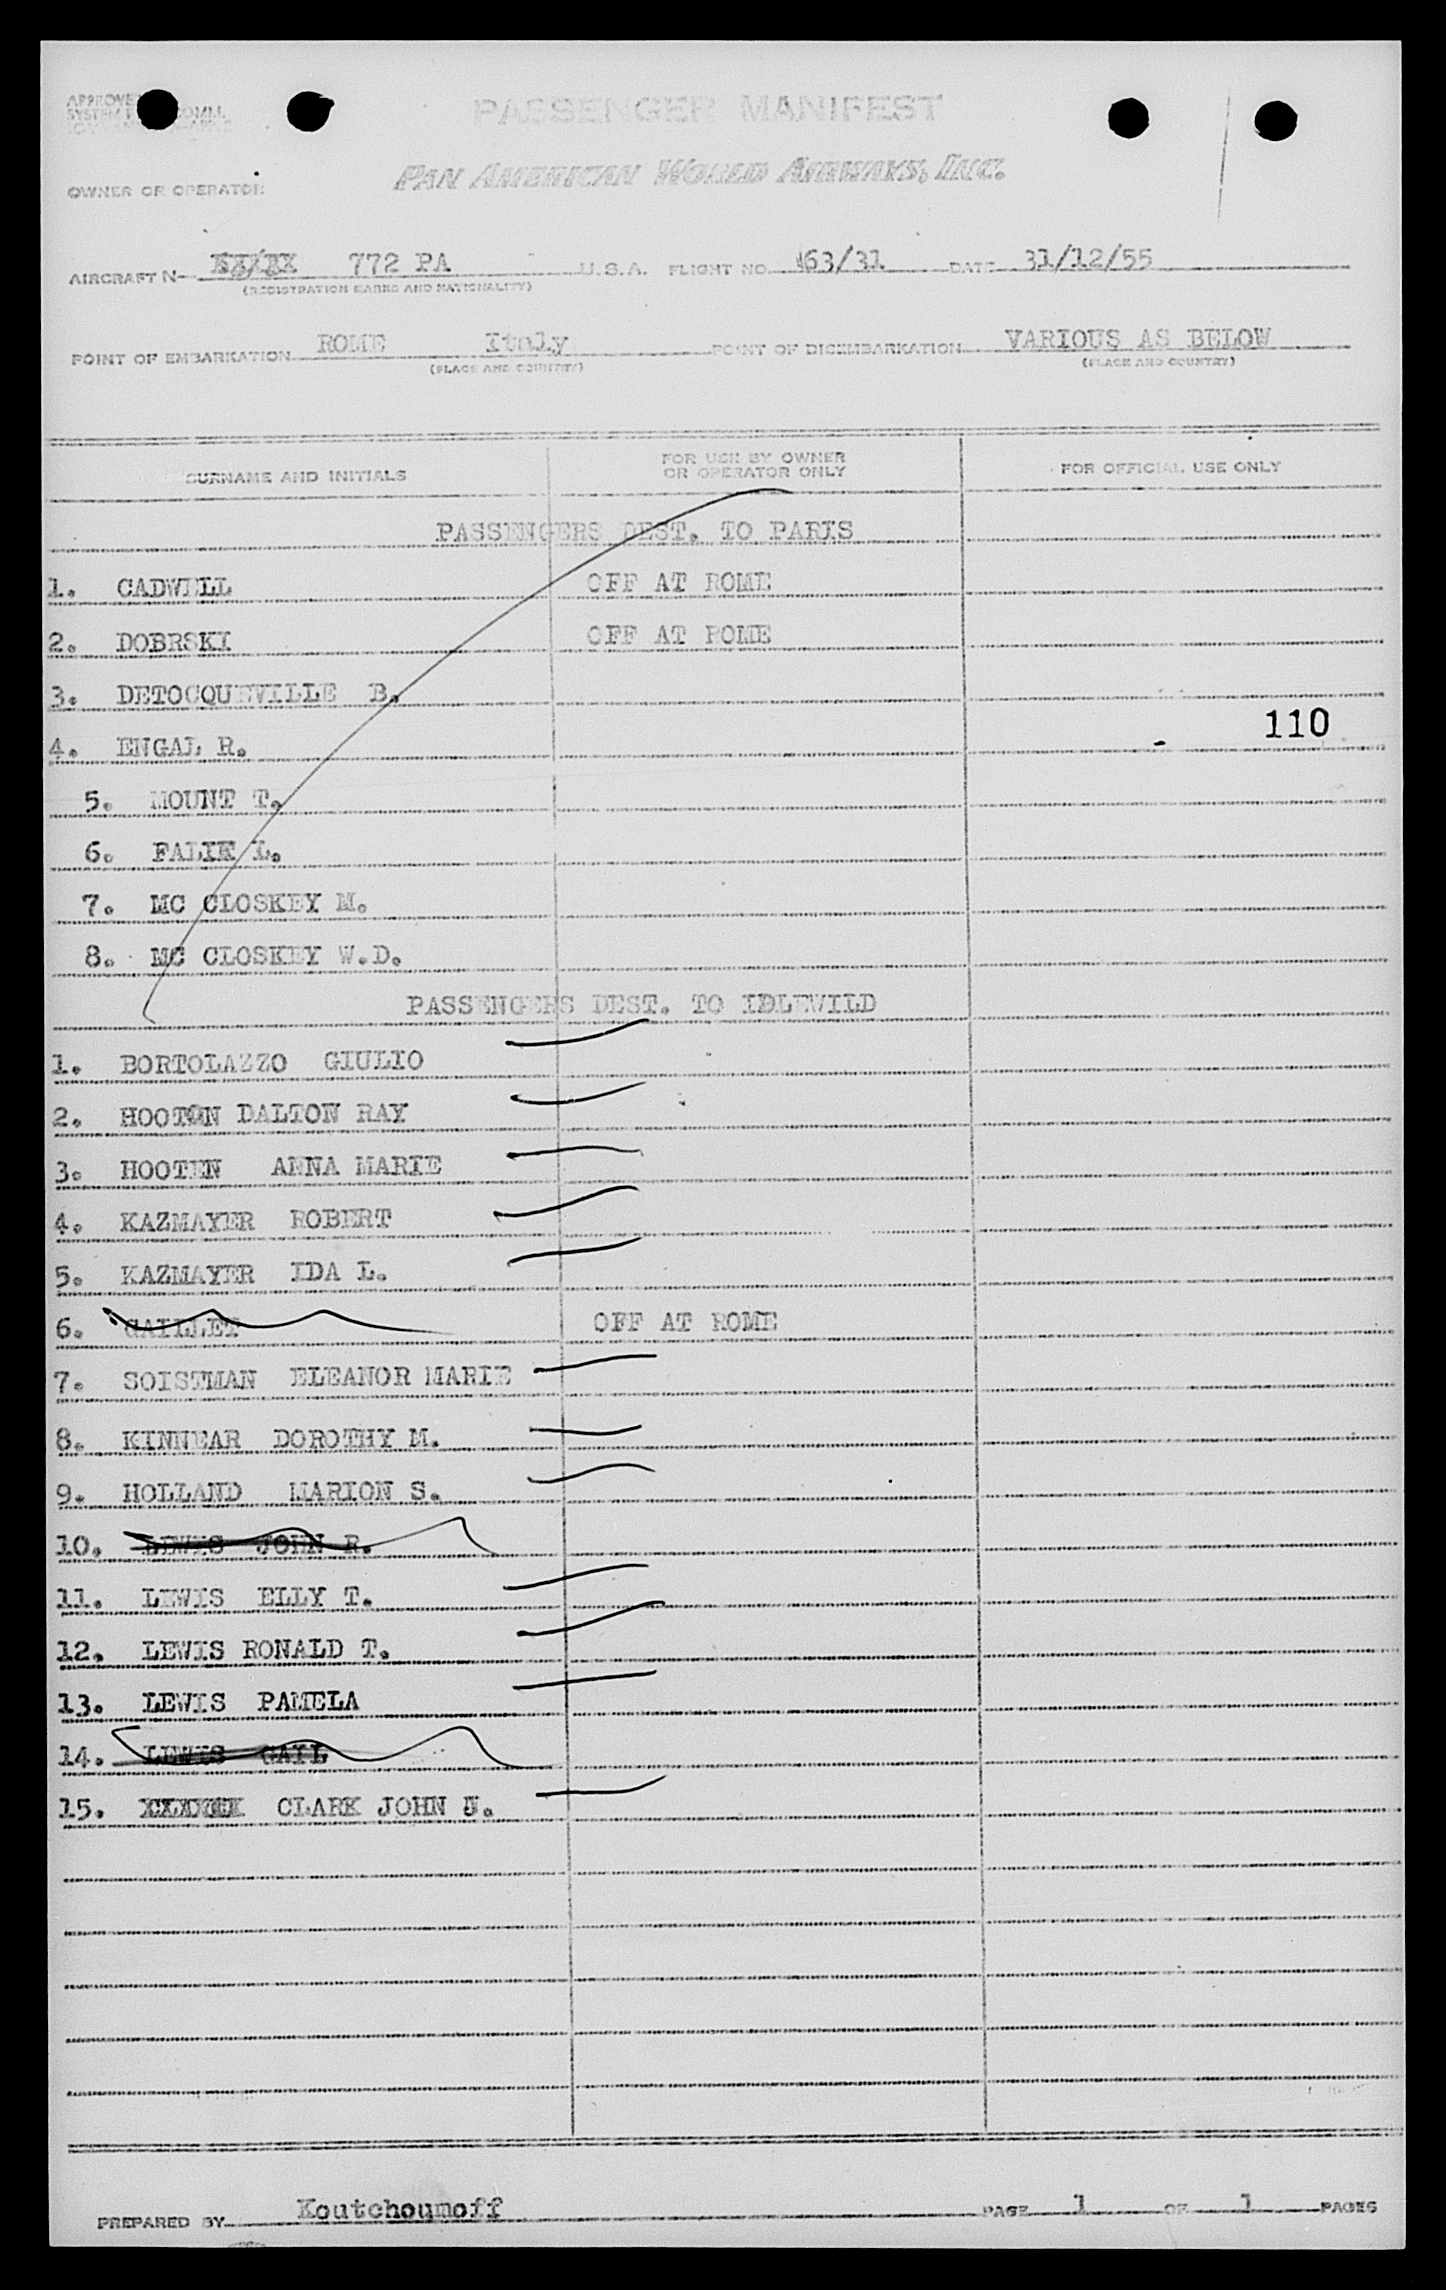 PASSENGER MANIFEST
OWNER OR OPERATOR PAN AMERICAN WORLD AIRWAYS, INC.
AIRCRAFT N- 772 PA U.S.A. FLIGHT NO. 63/31 DATE 31/12/55
(REGISTRATION MARKS AND NATIONALITY)
POINT OF EMBARKATION ROME Italy POINT OF DISEMBARKATION VARIOUS AS BELOW
(PLACE AND COUNTRY) (PLACE AND COUNTRY)
SURNAME AND INITIALS FOR USE BY OWNER OR OPERATOR ONLY FOR OFFICIAL USE ONLY
PASSENGERS DEST. TO PARIS
1. CADWELL OFF AT ROME
2. DOBRSKI OFF AT ROME
3. DETOCQUEVILLE B.
110
4. ENGAL R.
5. MOUNT T.
6. FALIE L.
7. MC CLOSKEY M.
8. MC CLOSKEY W.D.
PASSENGERS DEST. TO IDLEWILD
1. BORTOLAZZO GIULIO
2. HOOTON DALTON RAY
3. HOOTEN ANNA MARIE
4. KAZMAYER ROBERT
5. KAZMAYER IDA L.
6. GAILLET OFF AT ROME
7. SOISTMAN ELEANOR MARIE
8. KINNEAR DOROTHY M.
9. HOLLAND MARION S.
10. LEWIS JOHN R.
11. LEWIS ELLY T.
12. LEWIS RONALD T.
13. LEWIS PAMELA
14. LEWIS GAIL
15. CLARK JOHN J.
PREPARED BY Koutchoumoff PAGE 1 OF 1 PAGES